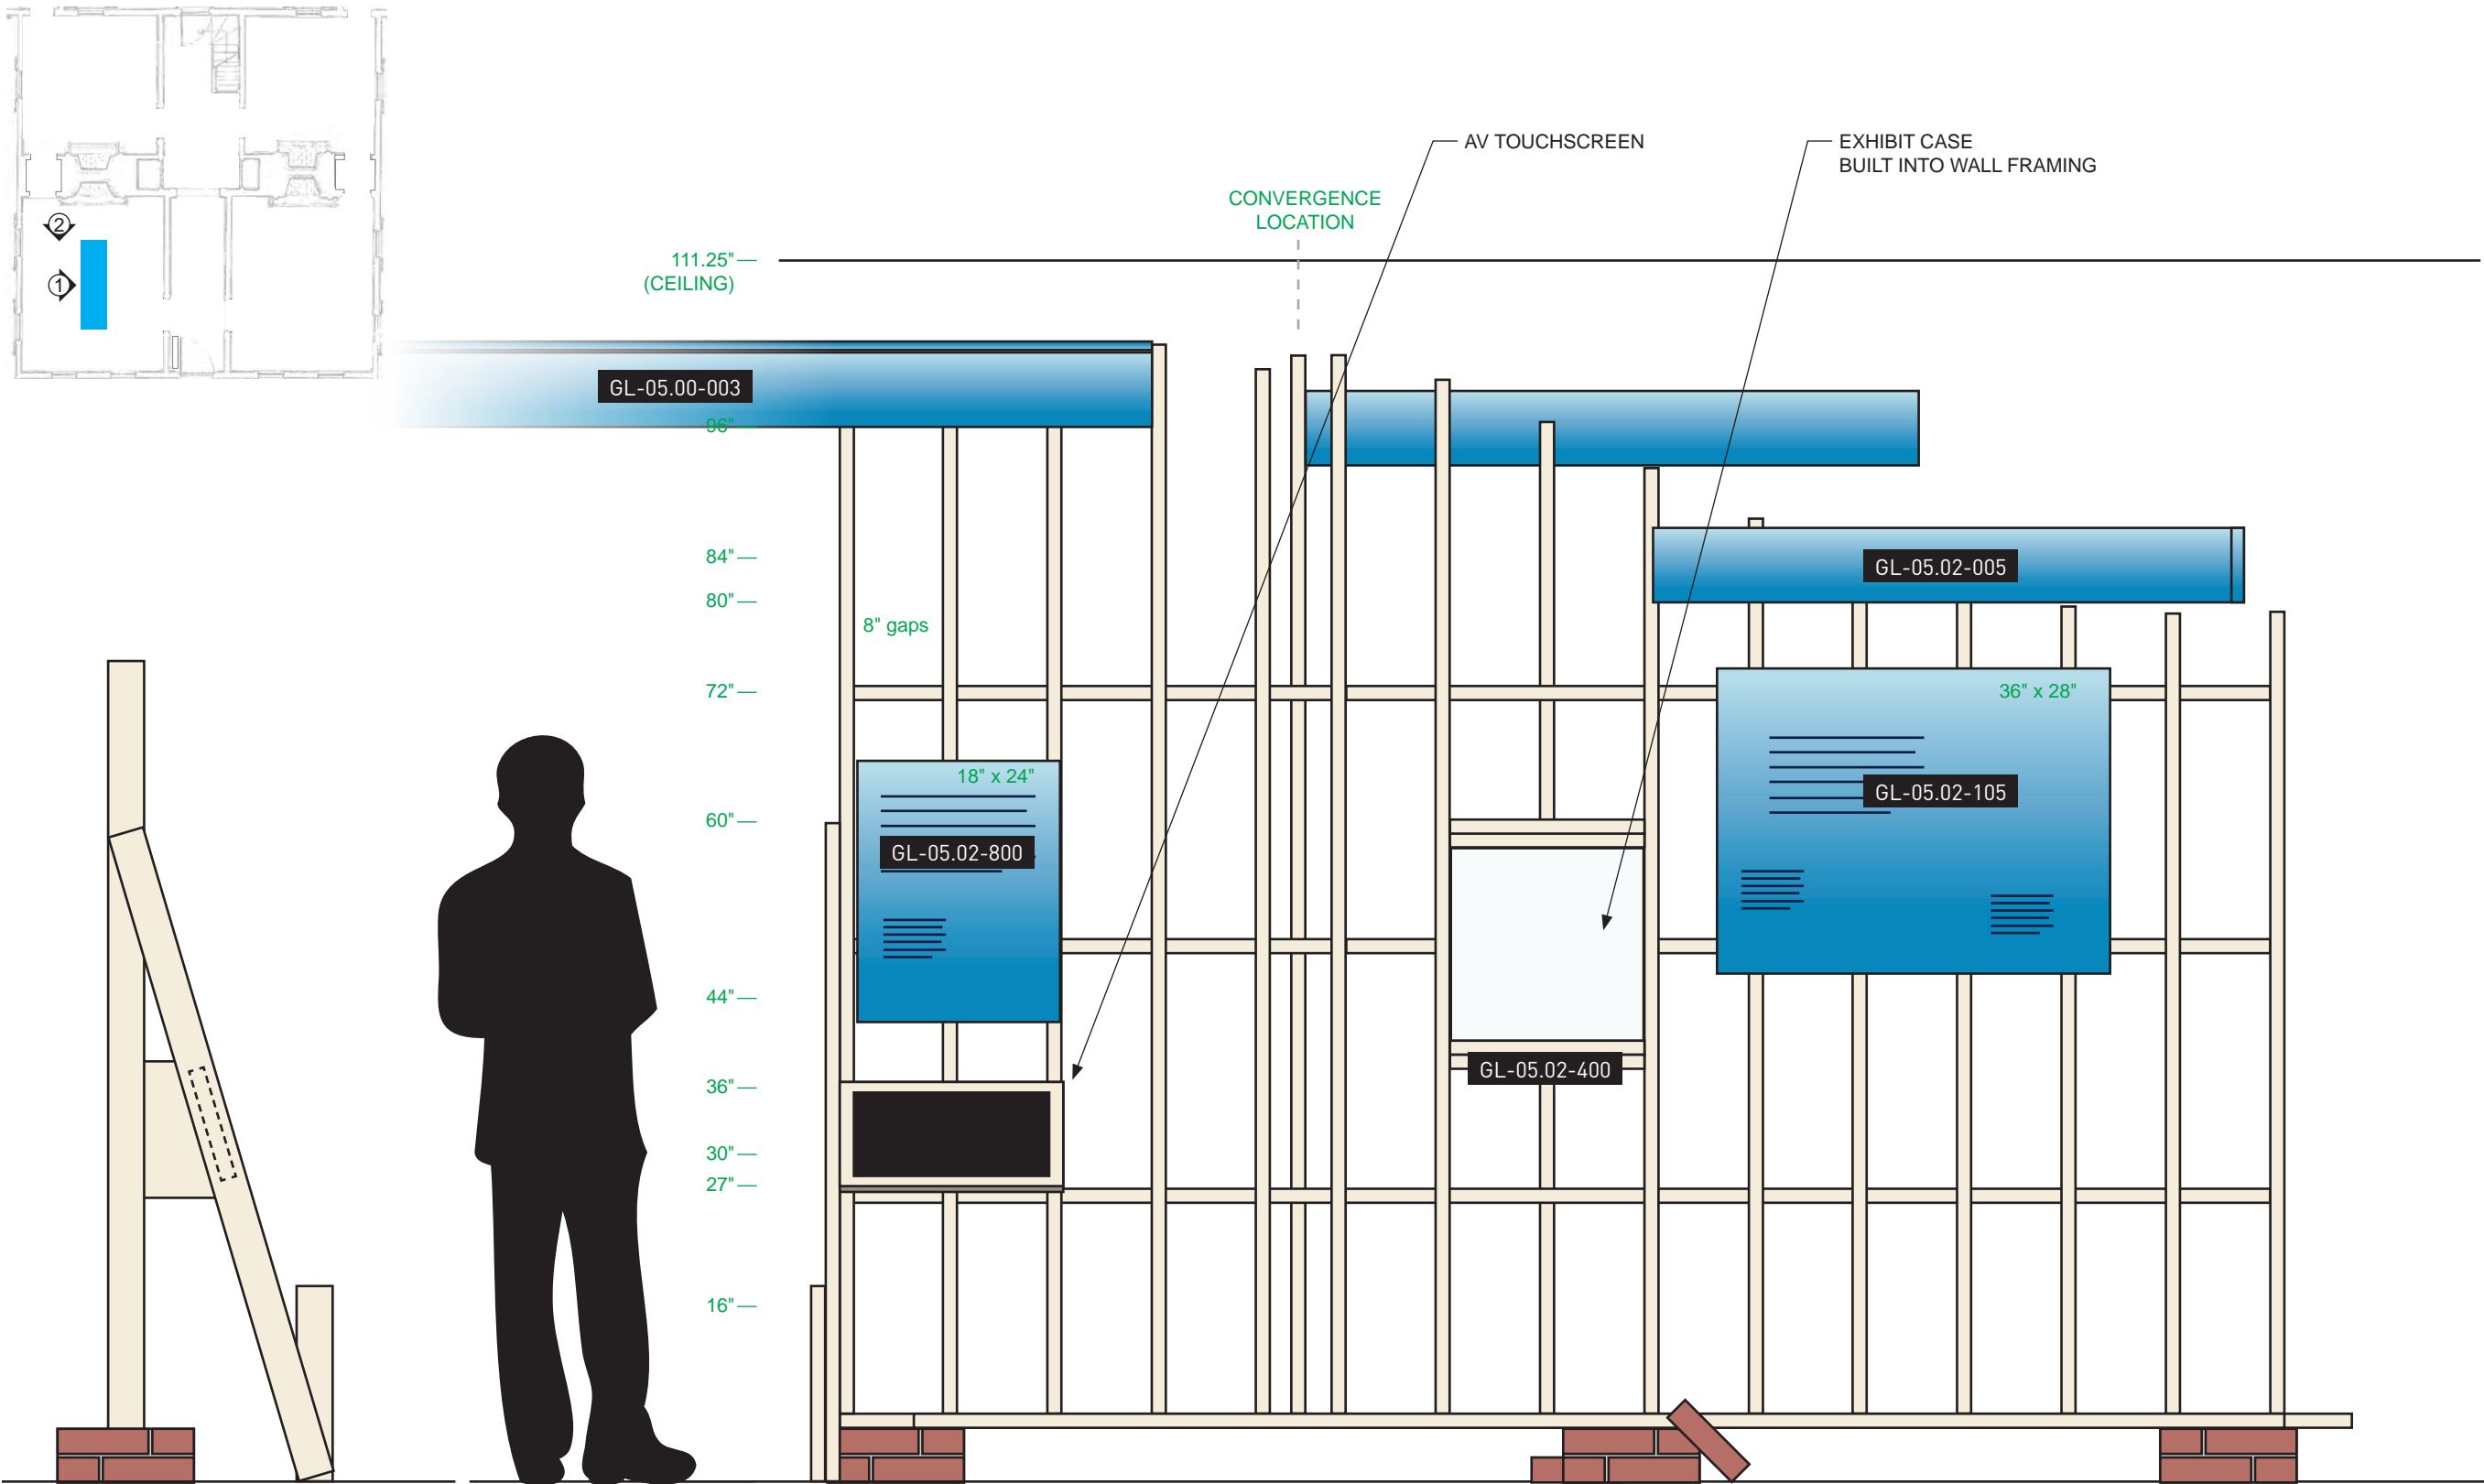 2
1
AV TOUCHSCREEN
EXHIBIT CASE
BUILT INTO WALL FRAMING
CONVERGENCE
LOCATION
111.25"
(CEILING)
GL-05.00-003
96"
84"
GL-05.02-005
80"
8" gaps
72"
36" x 28"
18" x 24"
GL-05.02-105
60"
GL-05.02-800
44"
GL-05.02-400
36"
30"
27"
16"